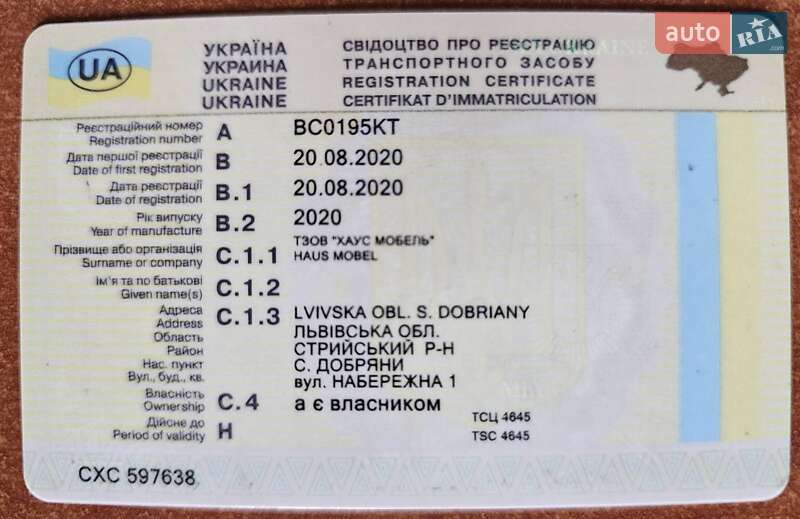 auto RIA .com
UA
УКРАЇНА
УКРАИНА
UKRAINE
UKRAINE
СВІДОЦТВО ПРО РЕЄСТРАЦІЮ
ТРАНСПОРТНОГО ЗАСОБУ
REGISTRATION CERTIFICATE
CERTIFIKAT D'IMMATRICULATION
Реєстраційний номер
Registration number A BC0195KT
Дата першої реєстрації
Date of first registration B 20.08.2020
Дата реєстрації
Date of registration B.1 20.08.2020
Рік випуску
Year of manufacture B.2 2020
Прізвище або організація
Surname or company C.1.1 ТЗОВ "ХАУС МОБЕЛЬ"
HAUS MOBEL
Ім'я та по батькові
Given name(s) C.1.2
Адреса C.1.3 LVIVSKA OBL. S. DOBRIANY
Address ЛЬВІВСЬКА ОБЛ.
Область СТРИЙСЬКИЙ Р-Н
Район С. ДОБРЯНИ
Нас. пункт вул. НАБЕРЕЖНА 1
Вул., буд., кв.
Власність
Ownership C.4 а є власником
Дійсне до
Period of validity H
ТСЦ 4645
TSC 4645
CXC 597638